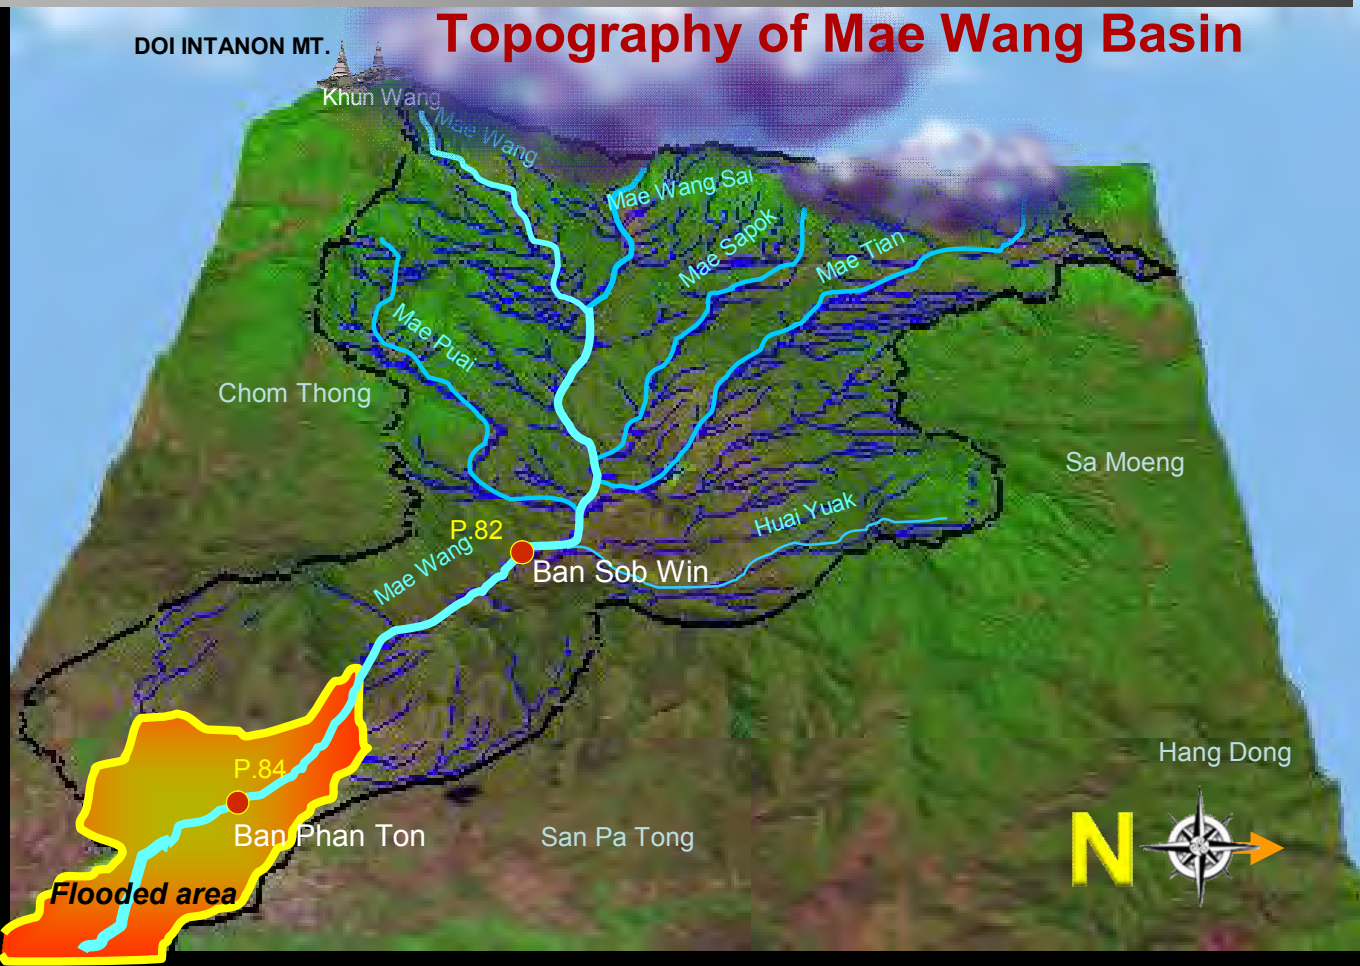 Topography of Mae Wang Basin
DOI INTANON MT.
Khun Wang
Mae Wang
Mae Wang Sai
Mae Sapok
Mae Tian
Mae Puai
Chom Thong
Sa Moeng
Huai Yuak
P.82
Mae Wang
Ban Sob Win
Hang Dong
P.84
Ban Phan Ton
San Pa Tong
N
Flooded area